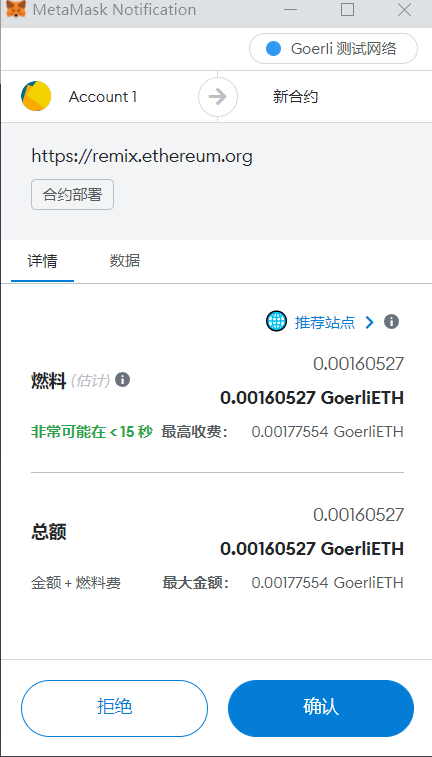 MetaMask Notification
Goerli 测试网络
Account 1 新合约
https://remix.ethereum.org
合约部署
详情 数据
推荐站点
0.00160527
燃料 (估计) 0.00160527 GoerliETH
非常可能在 < 15 秒 最高收费： 0.00177554 GoerliETH
0.00160527
总额 0.00160527 GoerliETH
金额 + 燃料费 最大金额： 0.00177554 GoerliETH
拒绝 确认